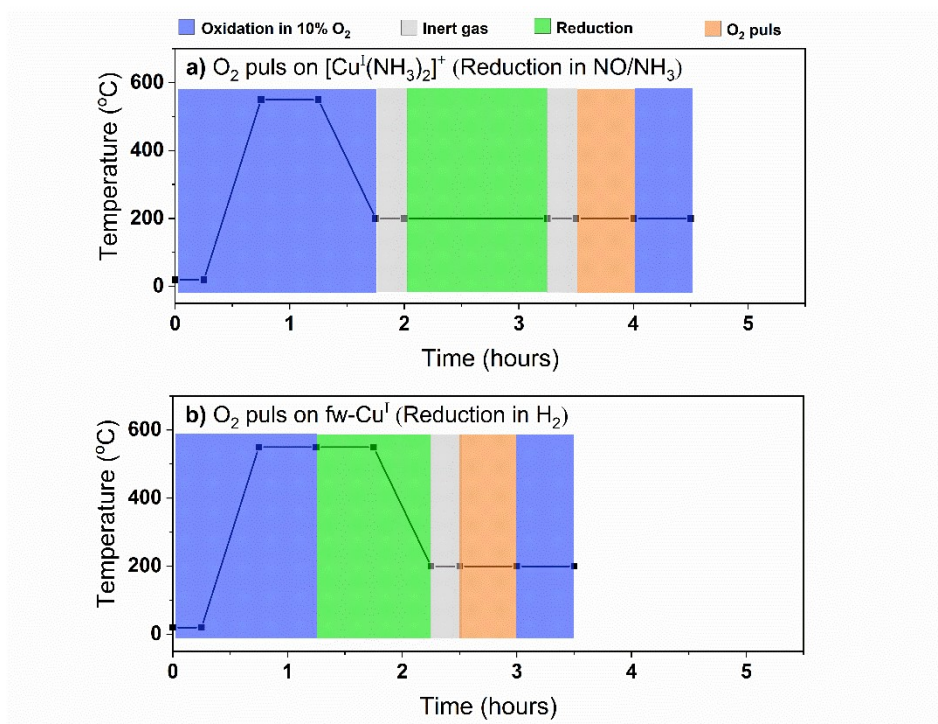 Oxidation in 10% O₂ Inert gas Reduction O₂ puls
a) O₂ puls on [Cuᴵ(NH₃)₂]⁺ (Reduction in NO/NH₃)
Temperature (°C)
600
400
200
0
0 1 2 3 4 5
Time (hours)
b) O₂ puls on fw-Cuᴵ (Reduction in H₂)
Temperature (°C)
600
400
200
0
0 1 2 3 4 5
Time (hours)